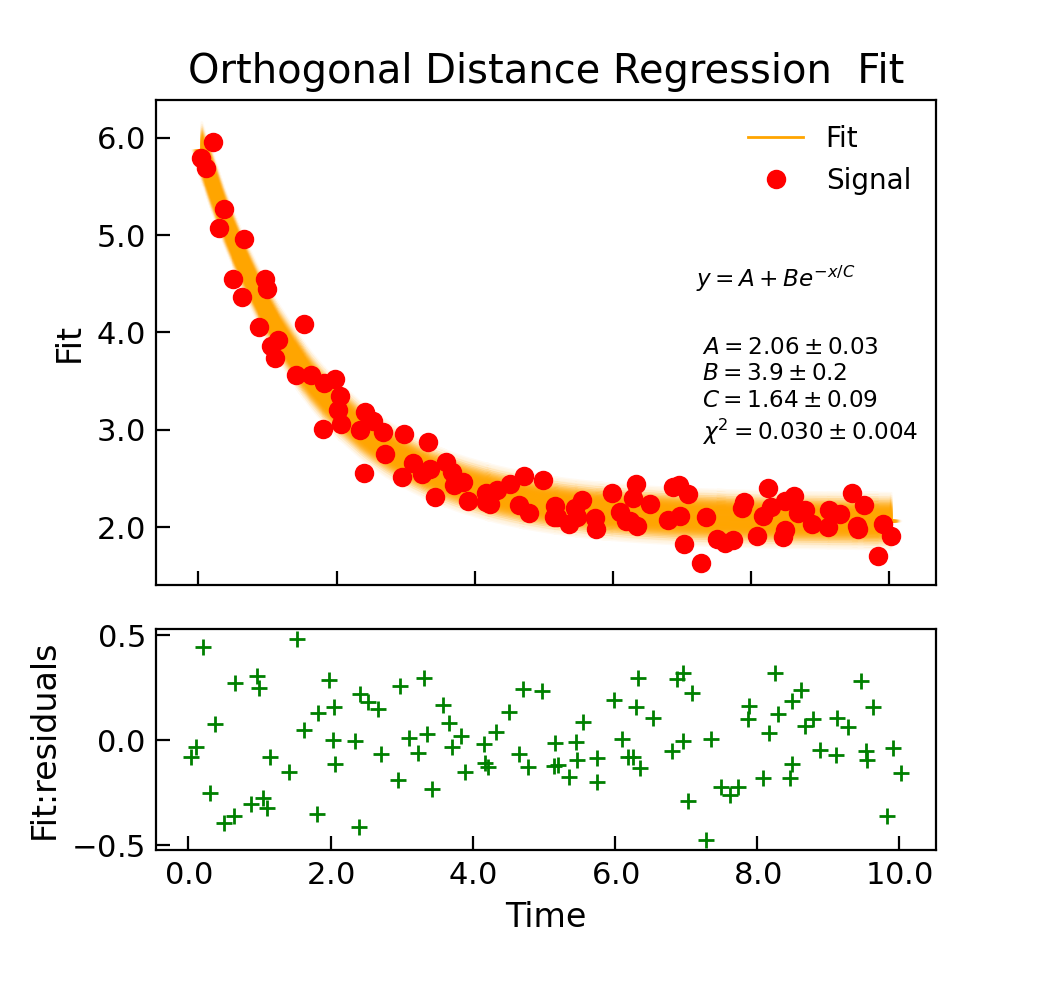 Orthogonal Distance Regression  Fit
6.0
5.0
4.0
3.0
2.0
Fit
Fit
Signal
y = A + Be^{−x/C}
A = 2.06 ± 0.03
B = 3.9 ± 0.2
C = 1.64 ± 0.09
χ² = 0.030 ± 0.004
0.5
0.0
−0.5
Fit:residuals
0.0 2.0 4.0 6.0 8.0 10.0
Time